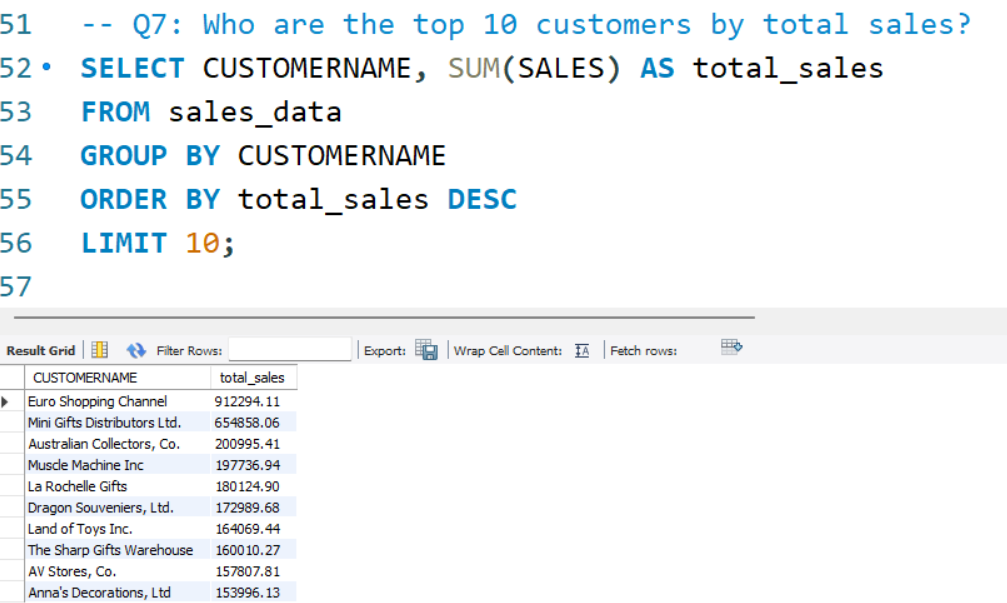 51 -- Q7: Who are the top 10 customers by total sales?
52 SELECT CUSTOMERNAME, SUM(SALES) AS total_sales
53 FROM sales_data
54 GROUP BY CUSTOMERNAME
55 ORDER BY total_sales DESC
56 LIMIT 10;
57
Result Grid Filter Rows: Export: Wrap Cell Content: IA Fetch rows:
CUSTOMERNAME total_sales
Euro Shopping Channel 912294.11
Mini Gifts Distributors Ltd. 654858.06
Australian Collectors, Co. 200995.41
Muscle Machine Inc 197736.94
La Rochelle Gifts 180124.90
Dragon Souveniers, Ltd. 172989.68
Land of Toys Inc. 164069.44
The Sharp Gifts Warehouse 160010.27
AV Stores, Co. 157807.81
Anna's Decorations, Ltd 153996.13